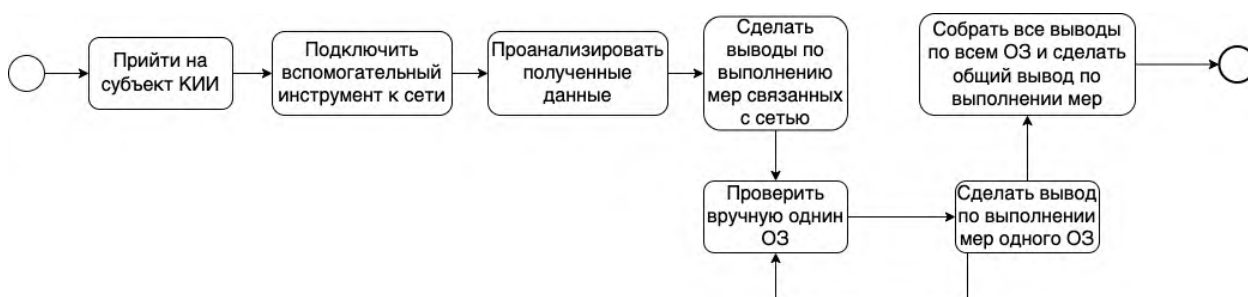 Прийти на
субъект КИИ
Подключить
вспомогательный
инструмент к сети
Проанализировать
полученные
данные
Сделать
выводы по
выполнению
мер связанных
с сетью
Проверить
вручную однин
ОЗ
Сделать вывод
по выполнении
мер одного ОЗ
Собрать все выводы
по всем ОЗ и сделать
общий вывод по
выполнении мер